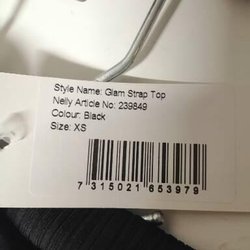 Style Name: Glam Strap Top
Nelly Article No: 239849
Colour: Black
Size: XS
7 315021 653979